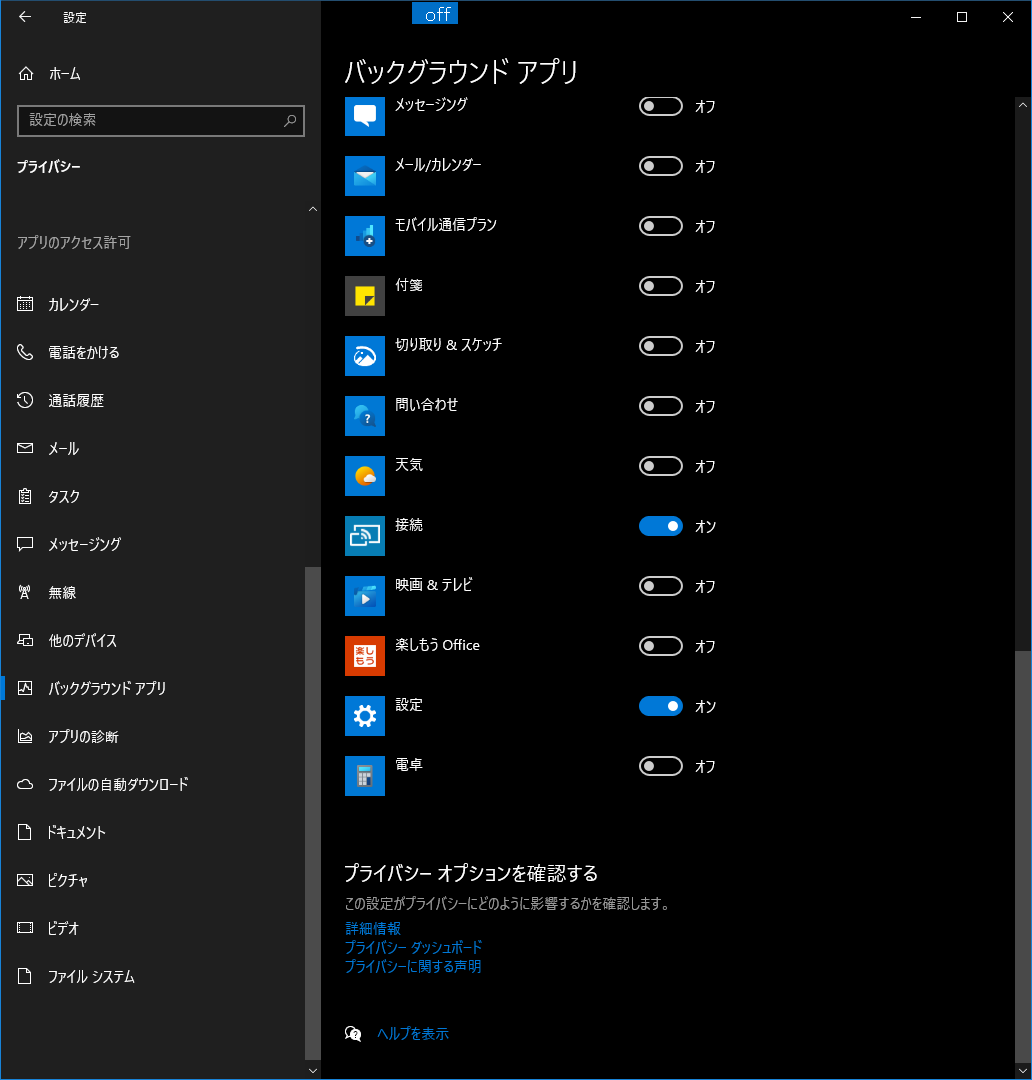 設定
off
ホーム
設定の検索
プライバシー
アプリのアクセス許可
カレンダー
電話をかける
通話履歴
メール
タスク
メッセージング
無線
他のデバイス
バックグラウンド アプリ
アプリの診断
ファイルの自動ダウンロード
ドキュメント
ピクチャ
ビデオ
ファイル システム
バックグラウンド アプリ
メッセージング オフ
メール/カレンダー オフ
モバイル通信プラン オフ
付箋 オフ
切り取り & スケッチ オフ
問い合わせ オフ
天気 オフ
接続 オン
映画 & テレビ オフ
楽し
もう
楽しもう Office オフ
設定 オン
電卓 オフ
プライバシー オプションを確認する
この設定がプライバシーにどのように影響するかを確認します。
詳細情報
プライバシー ダッシュボード
プライバシーに関する声明
ヘルプを表示